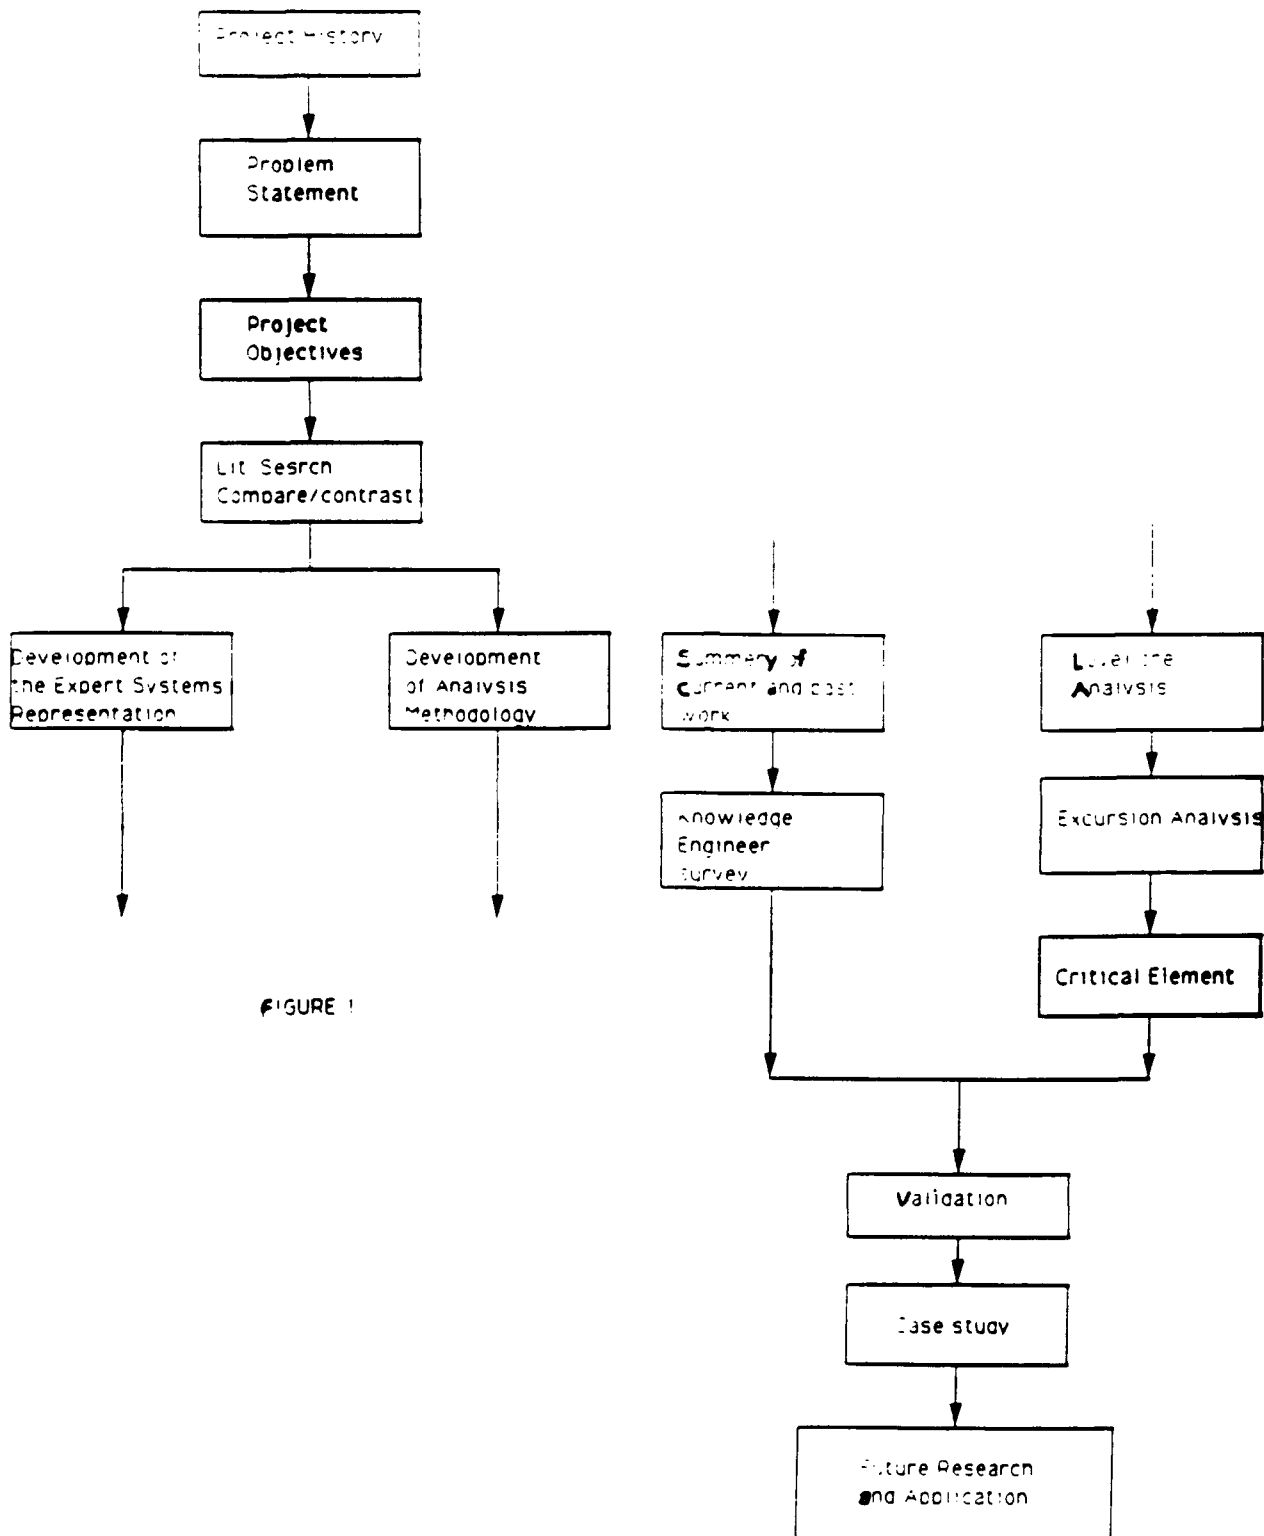 Project History
Problem
Statement
Project
Objectives
Lit Sesrch
Compare/contrast
Development of
the Expert Systems
Representation
Development
of Analysis
Methodology
FIGURE 1
Summery of
Current and past
work
Knowledge
Engineer
survey
Analysis
Excursion Analysis
Critical Element
Validation
Case study
Future Research
and Application